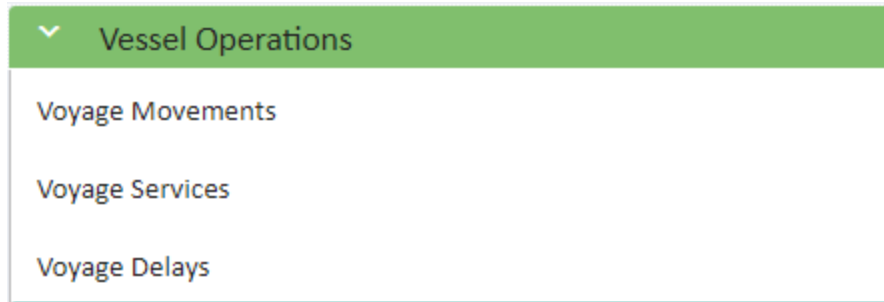 Vessel Operations
Voyage Movements
Voyage Services
Voyage Delays